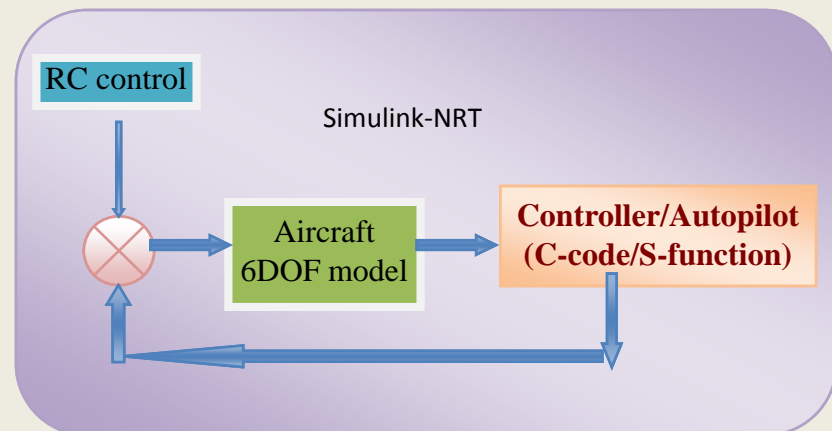 RC control
Simulink-NRT
Aircraft
6DOF model
Controller/Autopilot
(C-code/S-function)